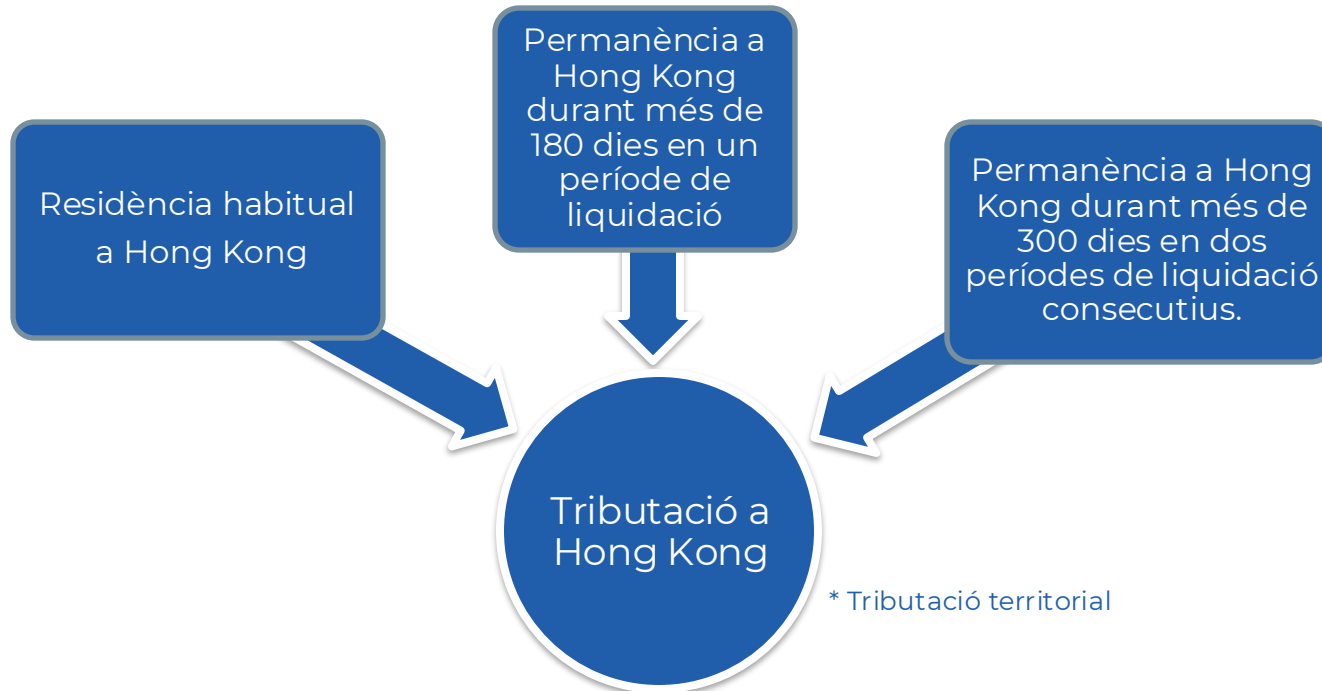 Residència habitual
a Hong Kong
Permanència a
Hong Kong
durant més de
180 dies en un
període de
liquidació
Permanència a Hong
Kong durant més de
300 dies en dos
períodes de liquidació
consecutius.
Tributació a
Hong Kong
* Tributació territorial